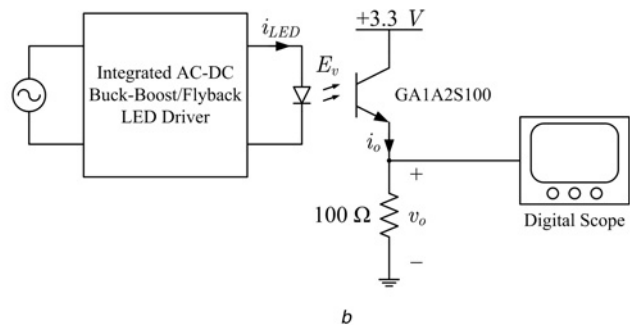 +3.3 V
i_LED
Integrated AC-DC
Buck-Boost/Flyback
LED Driver
E_v
GA1A2S100
i_o
+
100 Ω
v_o
−
Digital Scope
b